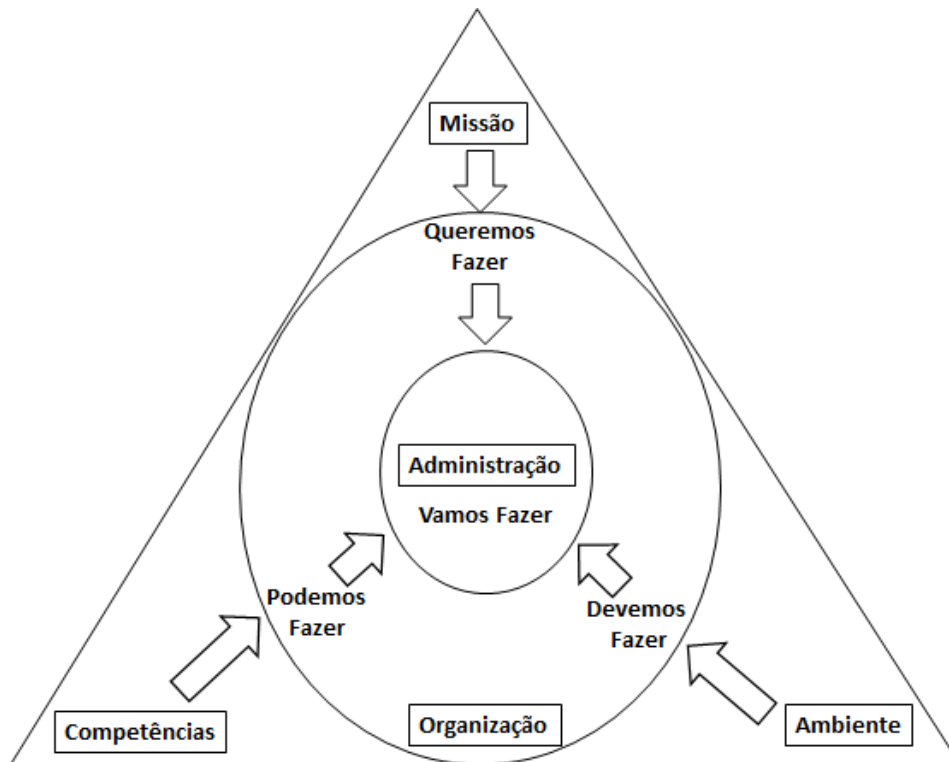 Missão
Queremos
Fazer
Administração
Vamos Fazer
Podemos
Fazer
Devemos
Fazer
Competências
Organização
Ambiente